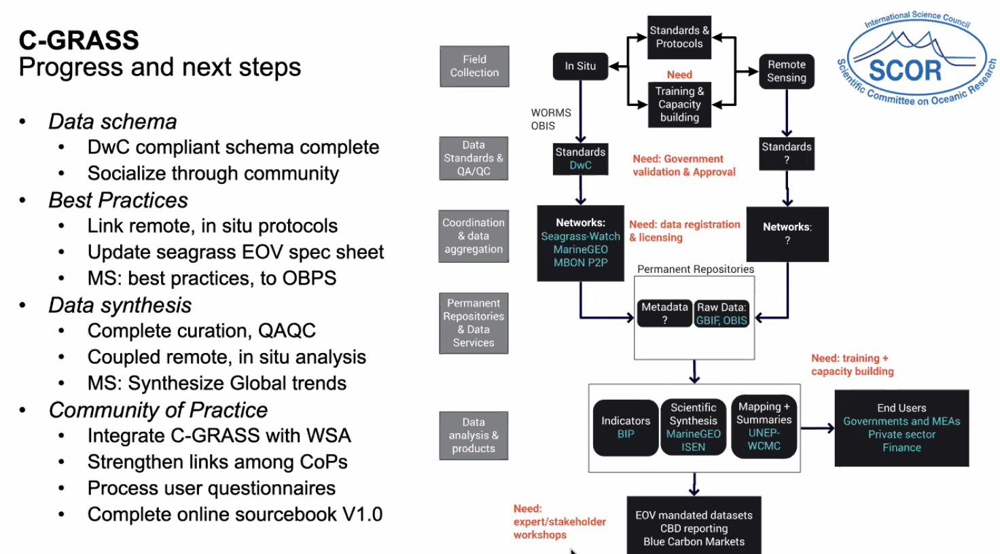 C-GRASS
Progress and next steps
• Data schema
• DwC compliant schema complete
• Socialize through community
• Best Practices
• Link remote, in situ protocols
• Update seagrass EOV spec sheet
• MS: best practices, to OBPS
• Data synthesis
• Complete curation, QAQC
• Coupled remote, in situ analysis
• MS: Synthesize Global trends
• Community of Practice
• Integrate C-GRASS with WSA
• Strengthen links among CoPs
• Process user questionnaires
• Complete online sourcebook V1.0
Field
Collection
Data
Standards &
QA/QC
Coordination
& data
aggregation
Permanent
Repositories
& Data
Services
Data
analysis &
products
In Situ
Standards &
Protocols
Need
Training &
Capacity
building
Remote
Sensing
WORMS
OBIS
Standards
DwC
Need: Government
validation & Approval
Standards
?
Networks:
Seagrass-Watch
MarineGEO
MBON P2P
Need: data registration
& licensing
Networks:
?
Permanent Repositories
Metadata
?
Raw Data:
GBIF, OBIS
Indicators
BIP
Scientific
Synthesis
MarineGEO
ISEN
Mapping +
Summaries
UNEP-
WCMC
Need: training +
capacity building
End Users
Governments and MEAs
Private sector
Finance
Need:
expert/stakeholder
workshops
EOV mandated datasets
CBD reporting
Blue Carbon Markets
International Science Council
SCOR
Scientific Committee on Oceanic Research